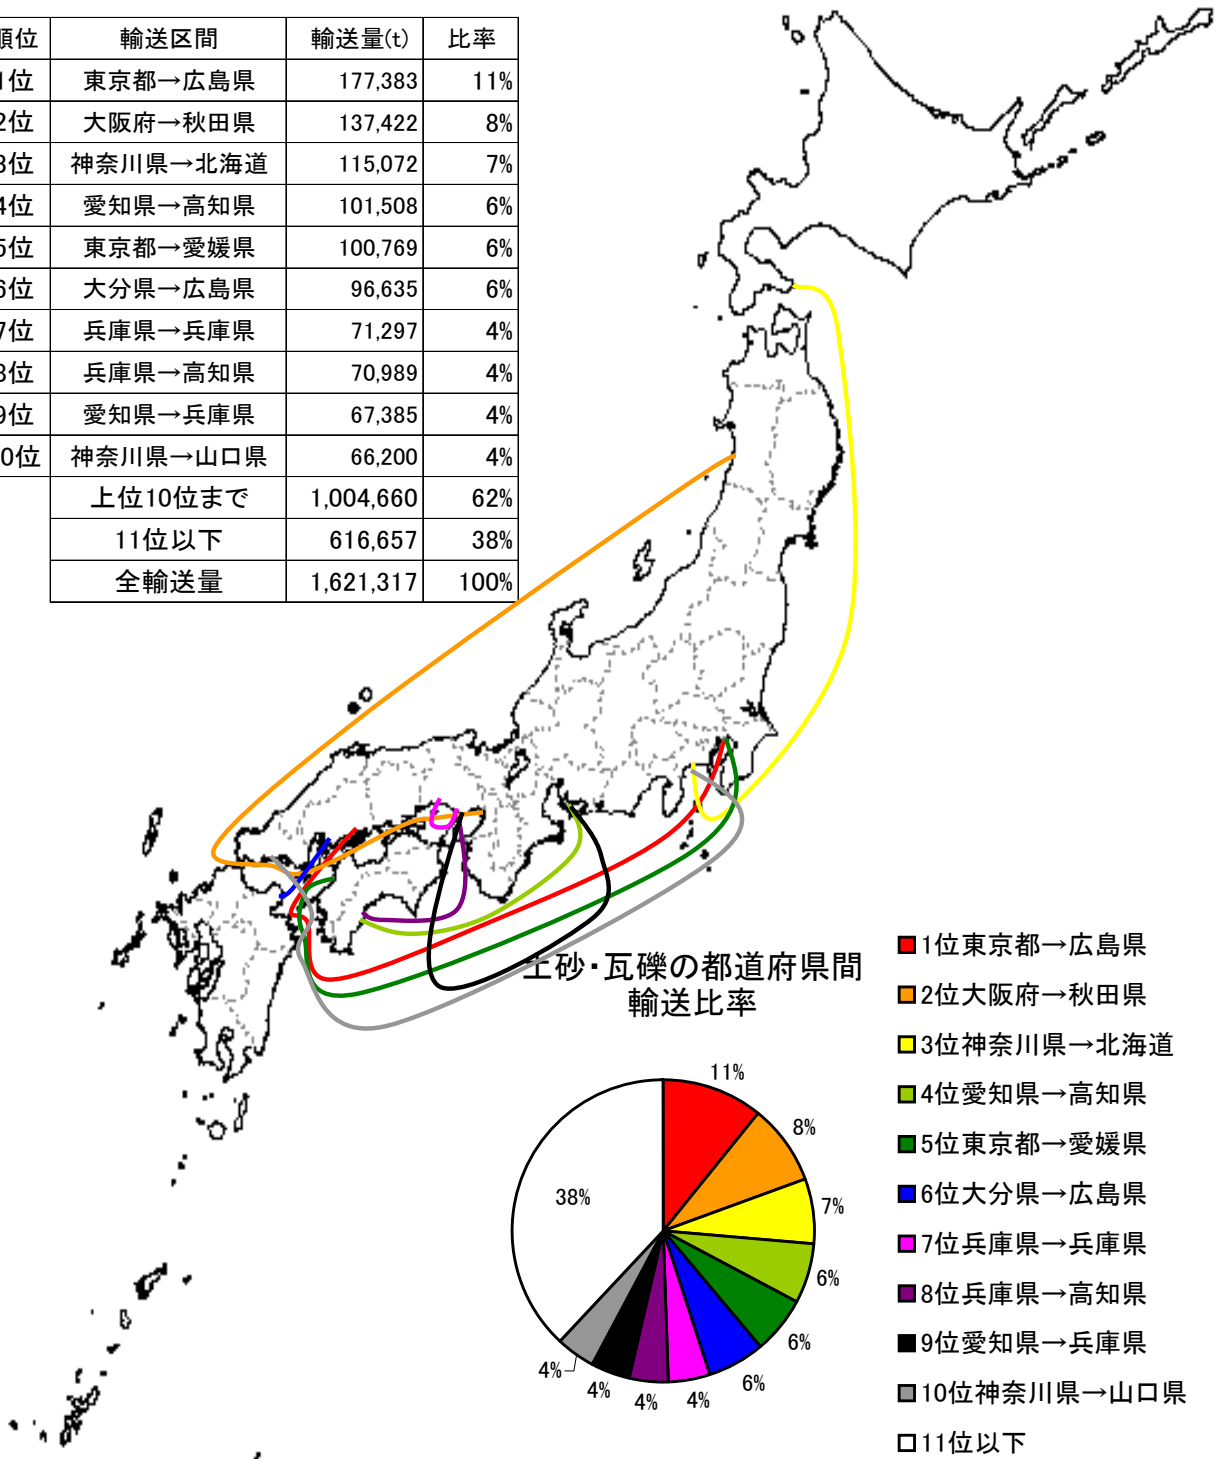 順位 輸送区間 輸送量(t) 比率
1位 東京都→広島県 177,383 11%
2位 大阪府→秋田県 137,422 8%
3位 神奈川県→北海道 115,072 7%
4位 愛知県→高知県 101,508 6%
5位 東京都→愛媛県 100,769 6%
6位 大分県→広島県 96,635 6%
7位 兵庫県→兵庫県 71,297 4%
8位 兵庫県→高知県 70,989 4%
9位 愛知県→兵庫県 67,385 4%
10位 神奈川県→山口県 66,200 4%
上位10位まで 1,004,660 62%
11位以下 616,657 38%
全輸送量 1,621,317 100%
土砂・瓦礫の都道府県間
輸送比率
11%
8%
7%
6%
6%
6%
4%
4%
4%
4%
38%
1位東京都→広島県
2位大阪府→秋田県
3位神奈川県→北海道
4位愛知県→高知県
5位東京都→愛媛県
6位大分県→広島県
7位兵庫県→兵庫県
8位兵庫県→高知県
9位愛知県→兵庫県
10位神奈川県→山口県
11位以下